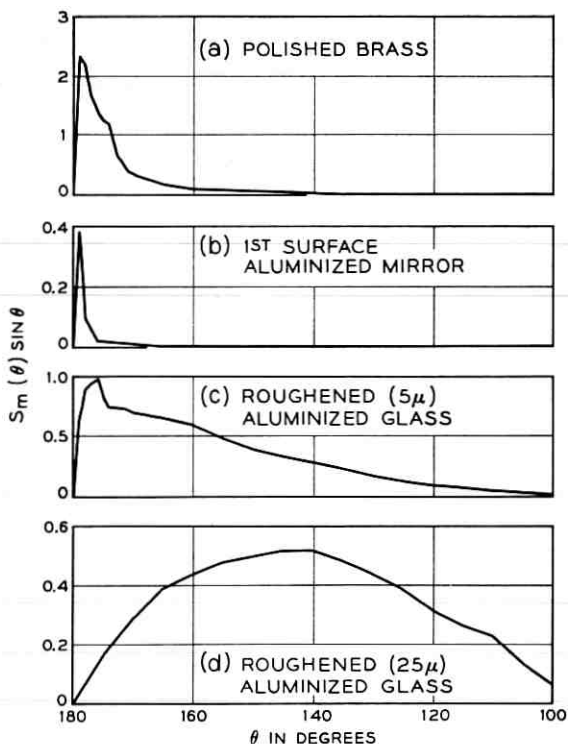 3
(a) POLISHED BRASS
2
1
0
0.4
(b) 1ST SURFACE
ALUMINIZED MIRROR
0.2
0
Sm(θ) SIN θ
1.0
(c) ROUGHENED (5μ)
ALUMINIZED GLASS
0.5
0
0.6
0.4
0.2
(d) ROUGHENED (25μ)
ALUMINIZED GLASS
0
180 160 140 120 100
θ IN DEGREES